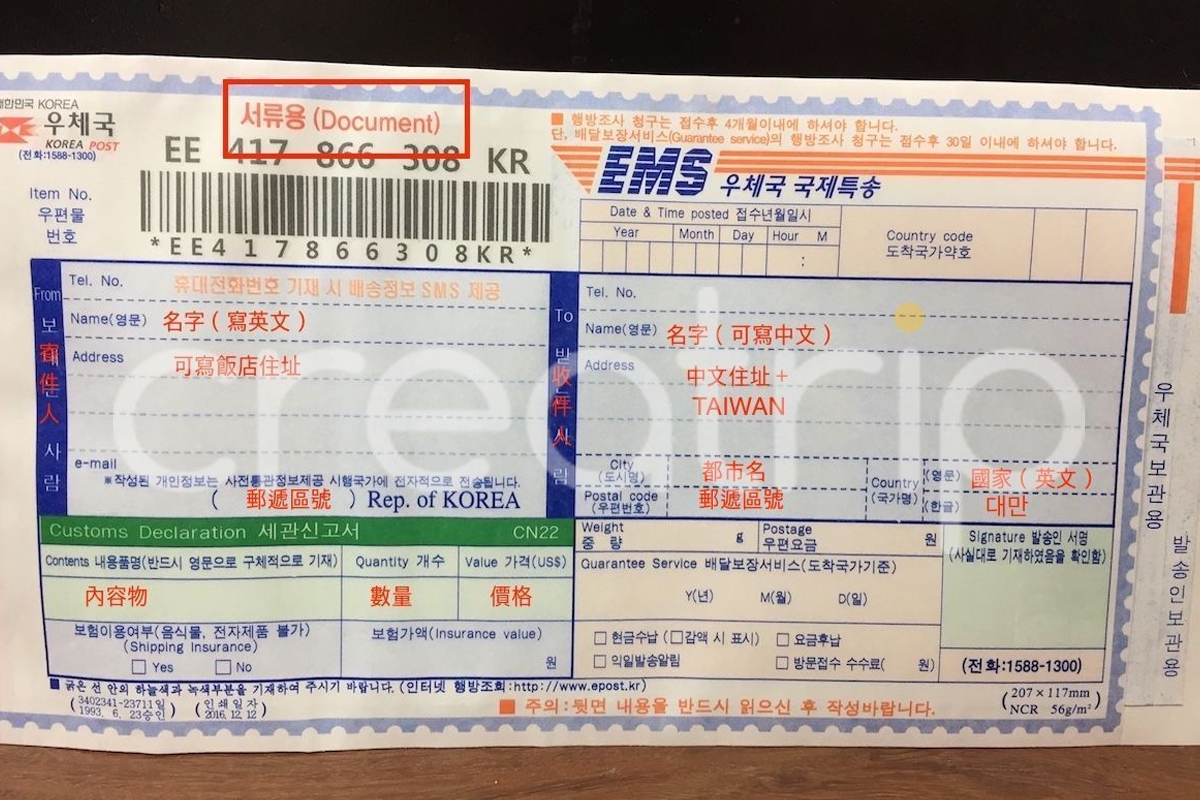 대한민국 KOREA
우체국
KOREA POST
(전화:1588-1300)
서류용 (Document)
EE 417 866 308 KR
*EE417866308KR*
Item No.
우편물
번호
■ 행방조사 청구는 접수후 4개월이내에 하셔야 합니다.
단, 배달보장서비스(Guarantee service)의 행방조사 청구는 접수후 30일 이내에 하셔야 합니다.
EMS 우체국 국제특송
Date & Time posted 접수년월일시
Year Month Day Hour M
:
Country code
도착국가약호
From
보
사
람
寄件人
Tel. No. 휴대전화번호 기재 시 배송정보 SMS 제공
Name(영문) 名字（寫英文）
Address 可寫飯店住址
e-mail
※작성된 개인정보는 사전통관정보제공 시행국가에 전자적으로 전송됩니다.
( 郵遞區號 ) Rep. of KOREA
To
받
람
收件人
Tel. No.
Name(영문) 名字（可寫中文）
Address 中文住址+
TAIWAN
City
(도시명) 都市名
Postal code
(우편번호) 郵遞區號
Country
(국가명)
(영문) 國家（英文）
(한글) 대만
creatrip
Customs Declaration 세관신고서 CN22
Contents 내용품명(반드시 영문으로 구체적으로 기재) Quantity 개수 Value 가격(US$)
內容物 數量 價格
보험이용여부(음식물, 전자제품 불가)
(Shipping Insurance)
□ Yes □ No
보험가액(Insurance value)
원
Weight
중 량 g
Postage
우편요금 원
Guarantee Service 배달보장서비스(도착국가기준)
Y(년) M(월) D(일)
□ 현금수납 (□감액 시 표시) □ 요금후납
□ 익일발송알림 □ 방문접수 수수료( 원)
Signature 발송인 서명
(사실대로 기재하였음을 확인함)
(전화:1588-1300)
■ 굵은 선 안의 하늘색과 녹색부분을 기재하여 주시기 바랍니다. (인터넷 행방조회:http://www.epost.kr)
(3402341-23711일
1993. 6. 23승인)
(인쇄일자
2016. 12. 12)
■ 주의:뒷면 내용을 반드시 읽으신 후 작성바랍니다.
(207×117mm
NCR 56g/m²)
우체국보관용
발송인보관용